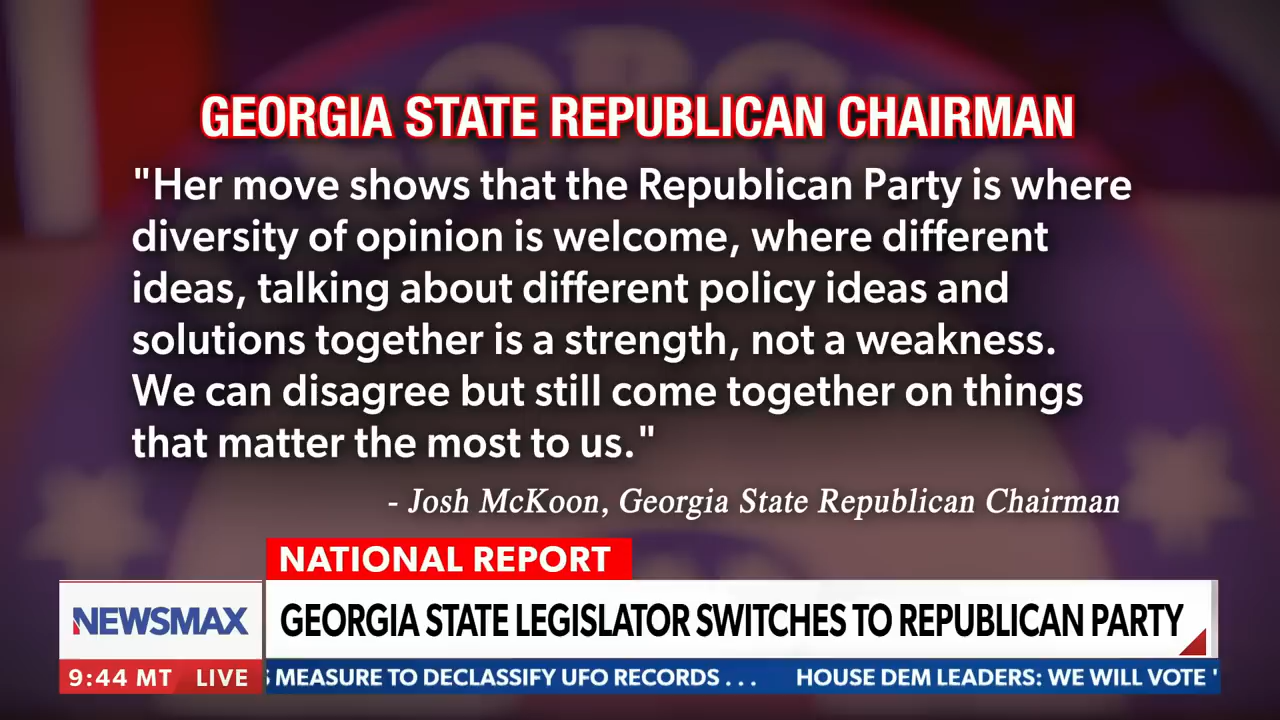 GEORGIA STATE REPUBLICAN CHAIRMAN
"Her move shows that the Republican Party is where
diversity of opinion is welcome, where different
ideas, talking about different policy ideas and
solutions together is a strength, not a weakness.
We can disagree but still come together on things
that matter the most to us."
- Josh McKoon, Georgia State Republican Chairman
NATIONAL REPORT
NEWSMAX
GEORGIA STATE LEGISLATOR SWITCHES TO REPUBLICAN PARTY
9:44 MT LIVE
MEASURE TO DECLASSIFY UFO RECORDS . . . HOUSE DEM LEADERS: WE WILL VOTE '